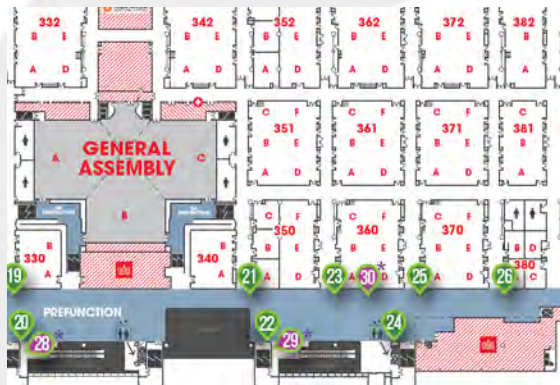 332 342 352 362 372 382
B E B E B E B E B E B
A D A D A D A D A D A
C F C F C F C
351 361 371 381
GENERAL
ASSEMBLY
A C
B E B E B E B
A D A D A D A
B
C F C F C F
350 360 370
330 B
340 B
B E B E B E B D
A A A D A D A D A
380
19 21 23 30 * 25 26
PREFUNCTION
20 28 * 22 29 * 24